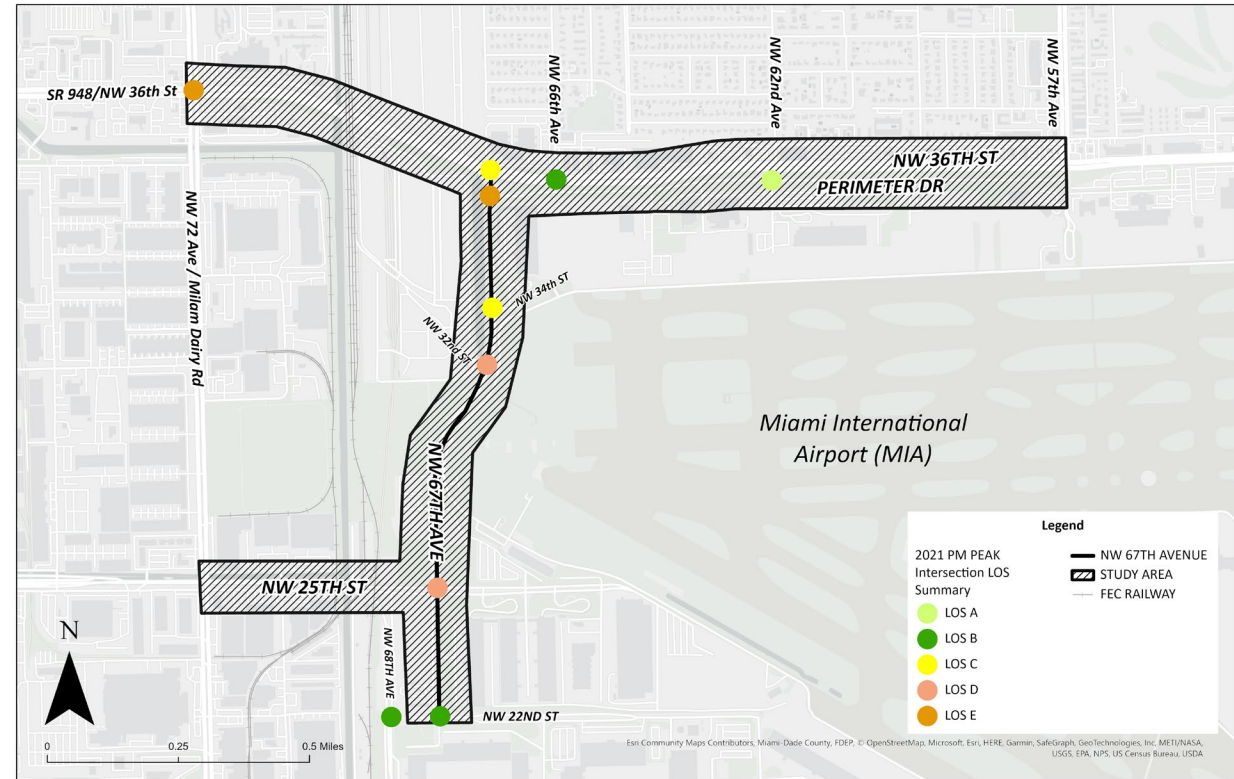 SR 948/NW 36th St
NW 66th Ave
NW 62nd Ave
NW 57th Ave
NW 36TH ST
PERIMETER DR
NW 72 Ave / Milam Dairy Rd
NW 34th ST
NW 32nd ST
Miami International
Airport (MIA)
NW 67TH AVE
NW 25TH ST
NW 68TH AVE
NW 22ND ST
N
0
0.25
0.5 Miles
Legend
2021 PM PEAK
Intersection LOS
Summary
LOS A
LOS B
LOS C
LOS D
LOS E
NW 67TH AVENUE
STUDY AREA
FEC RAILWAY
Esri Community Maps Contributors, Miami-Dade County, FDEP, © OpenStreetMap, Microsoft, Esri, HERE, Garmin, SafeGraph, GeoTechnologies, Inc, METI/NASA,
USGS, EPA, NPS, US Census Bureau, USDA